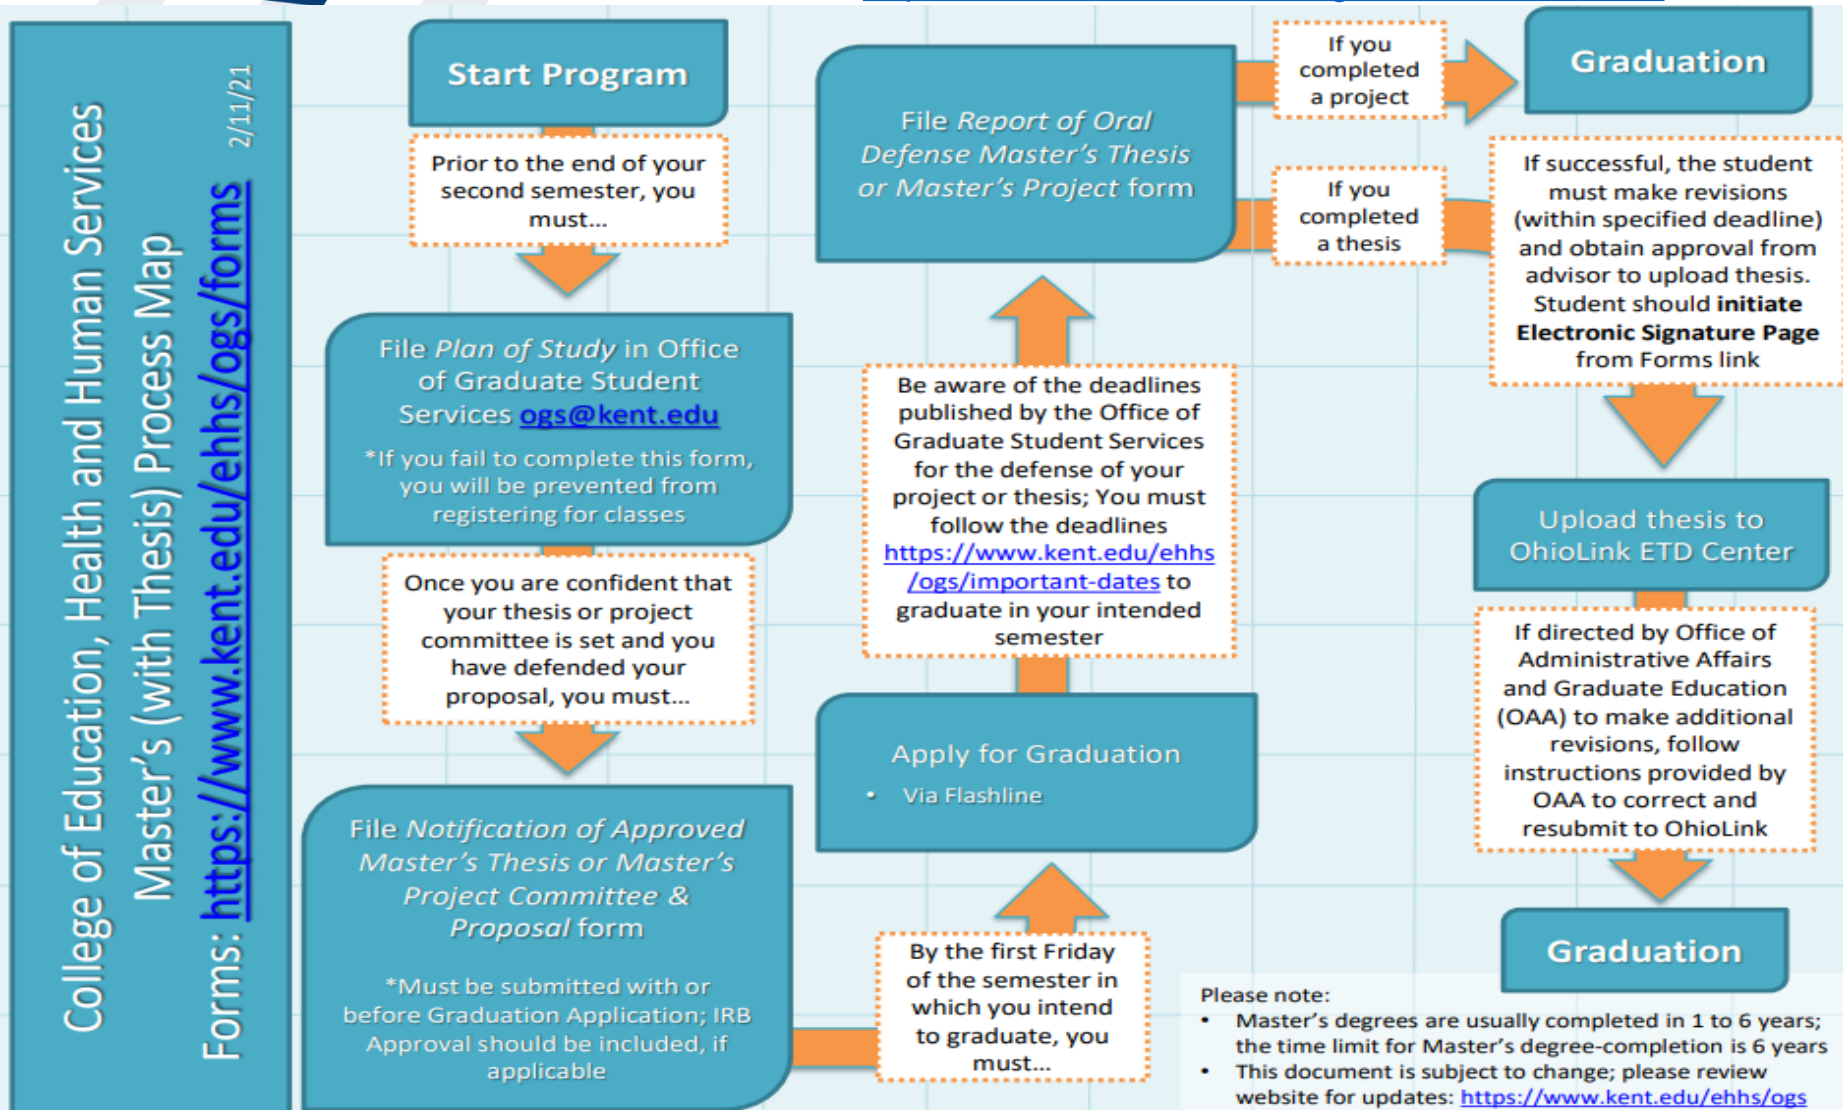 College of Education, Health and Human Services
Master's (with Thesis) Process Map
Forms: https://www.kent.edu/ehhs/ogs/forms
2/11/21
Start Program
Prior to the end of your
second semester, you
must...
File Plan of Study in Office
of Graduate Student
Services ogs@kent.edu
*If you fail to complete this form,
you will be prevented from
registering for classes
Once you are confident that
your thesis or project
committee is set and you
have defended your
proposal, you must...
File Notification of Approved
Master's Thesis or Master's
Project Committee &
Proposal form
*Must be submitted with or
before Graduation Application; IRB
Approval should be included, if
applicable
By the first Friday
of the semester in
which you intend
to graduate, you
must...
Apply for Graduation
• Via Flashline
Be aware of the deadlines
published by the Office of
Graduate Student Services
for the defense of your
project or thesis; You must
follow the deadlines
https://www.kent.edu/ehhs
/ogs/important-dates to
graduate in your intended
semester
File Report of Oral
Defense Master's Thesis
or Master's Project form
If you
completed
a project
Graduation
If you
completed
a thesis
If successful, the student
must make revisions
(within specified deadline)
and obtain approval from
advisor to upload thesis.
Student should initiate
Electronic Signature Page
from Forms link
Upload thesis to
OhioLink ETD Center
If directed by Office of
Administrative Affairs
and Graduate Education
(OAA) to make additional
revisions, follow
instructions provided by
OAA to correct and
resubmit to OhioLink
Graduation
Please note:
• Master's degrees are usually completed in 1 to 6 years;
the time limit for Master's degree-completion is 6 years
• This document is subject to change; please review
website for updates: https://www.kent.edu/ehhs/ogs